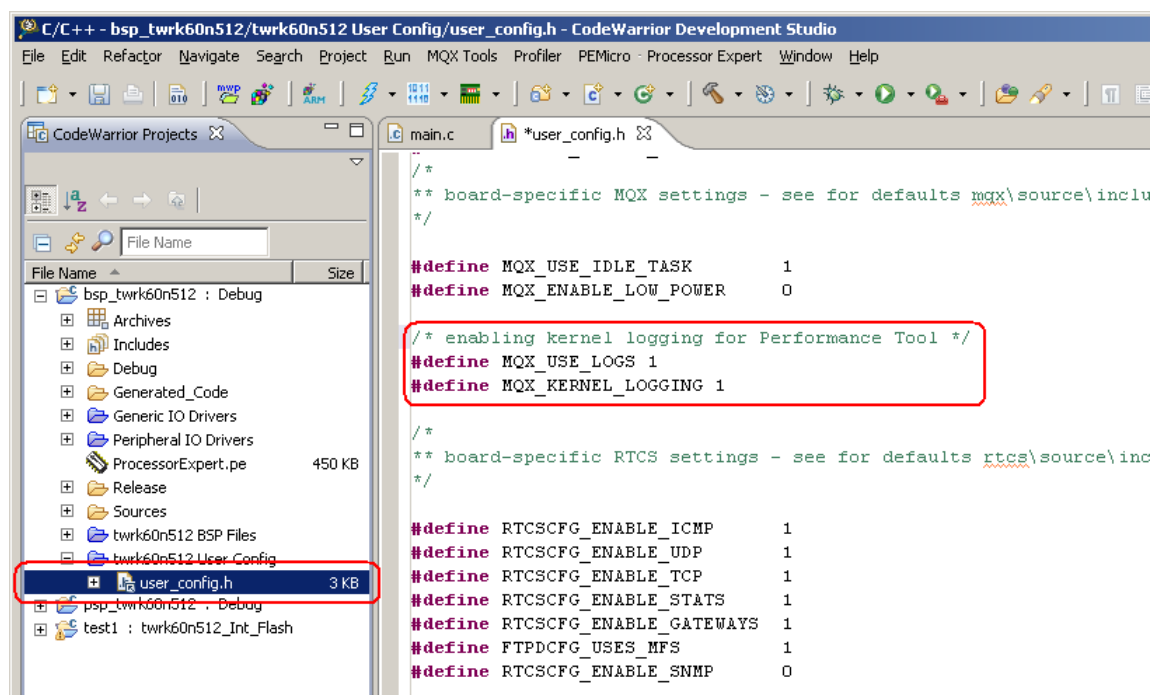 C/C++ - bsp_twrk60n512/twrk60n512 User Config/user_config.h - CodeWarrior Development Studio
File Edit Refactor Navigate Search Project Run MQX Tools Profiler PEMicro Processor Expert Window Help
CodeWarrior Projects
main.c
*user_config.h
File Name
File Name Size
bsp_twrk60n512 : Debug
Archives
Includes
Debug
Generated_Code
Generic IO Drivers
Peripheral IO Drivers
ProcessorExpert.pe 450 KB
Release
Sources
twrk60n512 BSP Files
twrk60n512 User Config
user_config.h 3 KB
psp_twrk60n512 : Debug
test1 : twrk60n512_Int_Flash
/*
** board-specific MQX settings - see for defaults mqx\source\inclu
*/
#define MQX_USE_IDLE_TASK 1
#define MQX_ENABLE_LOW_POWER 0
/* enabling kernel logging for Performance Tool */
#define MQX_USE_LOGS 1
#define MQX_KERNEL_LOGGING 1
/*
** board-specific RTCS settings - see for defaults rtcs\source\inc
*/
#define RTCSCFG_ENABLE_ICMP 1
#define RTCSCFG_ENABLE_UDP 1
#define RTCSCFG_ENABLE_TCP 1
#define RTCSCFG_ENABLE_STATS 1
#define RTCSCFG_ENABLE_GATEWAYS 1
#define FTPDCFG_USES_MFS 1
#define RTCSCFG_ENABLE_SNMP 0